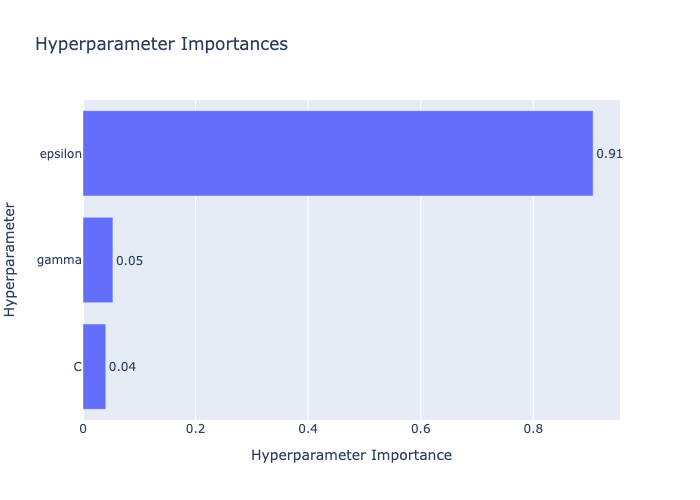 Hyperparameter Importances
Hyperparameter
epsilon
0.91
gamma
0.05
C
0.04
0
0.2
0.4
0.6
0.8
Hyperparameter Importance